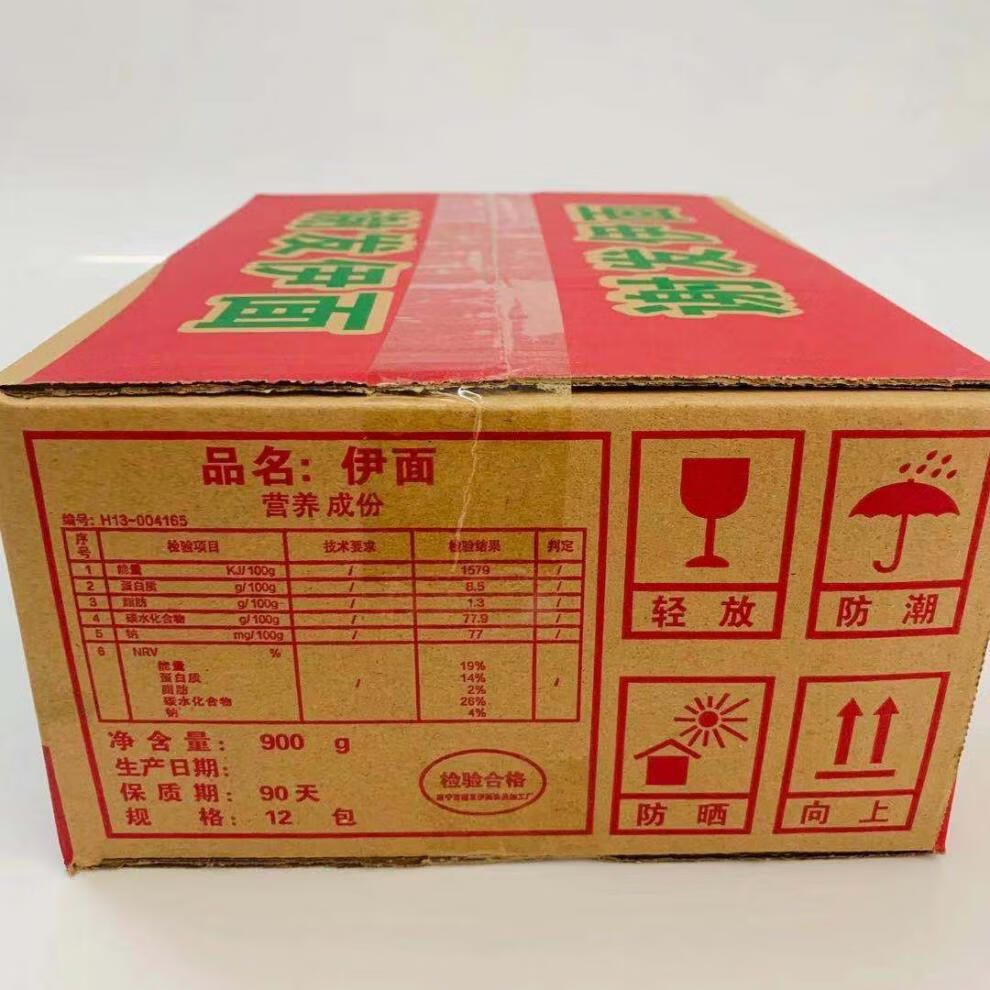 谢发伊面
谢发伊面
品名: 伊面
营养成份
编号: H13-004165
序号 检验项目 技术要求 检验结果 判定
1 能量 KJ/100g / 1579 /
2 蛋白质 g/100g / 8.5 /
3 脂肪 g/100g / 1.3 /
4 碳水化合物 g/100g / 77.9 /
5 钠 mg/100g / 77 /
6 NRV % / /
能量 19%
蛋白质 14%
脂肪 2%
碳水化合物 26%
钠 4%
净含量: 900 g
生产日期:
保质期: 90天
规格: 12 包
检验合格
轻放
防潮
防晒
向上